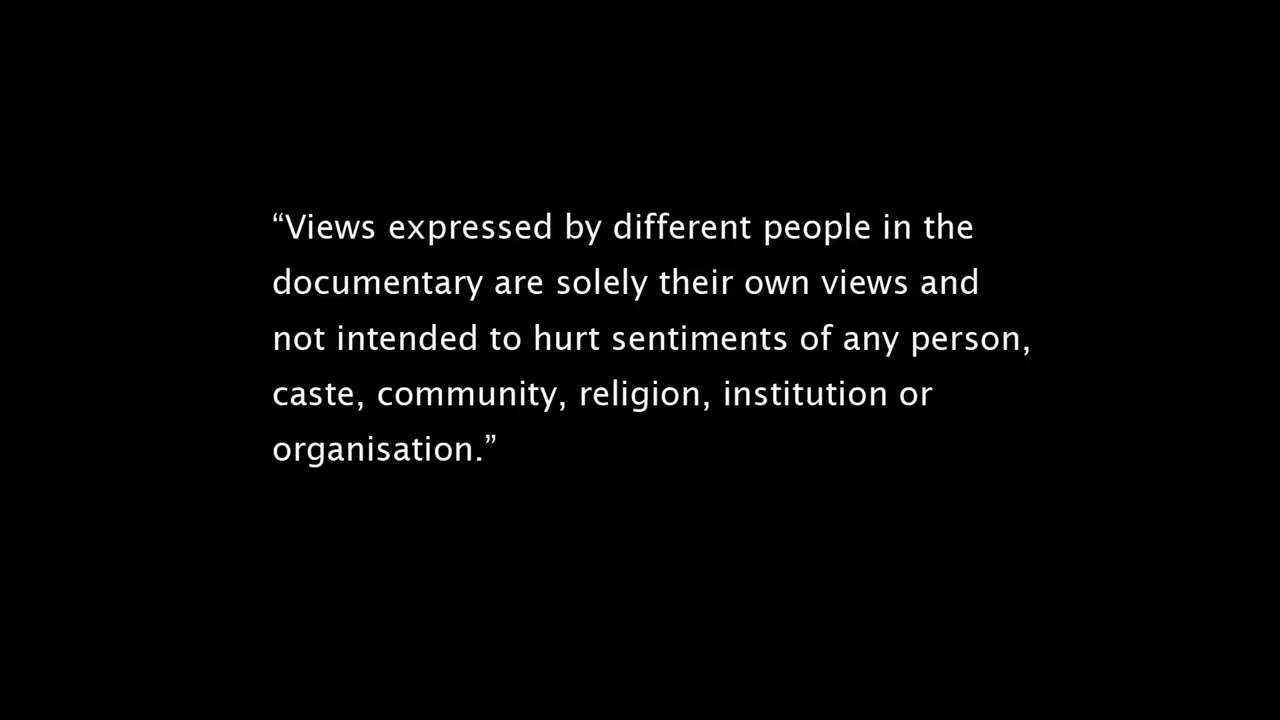 “Views expressed by different people in the
documentary are solely their own views and
not intended to hurt sentiments of any person,
caste, community, religion, institution or
organisation.”